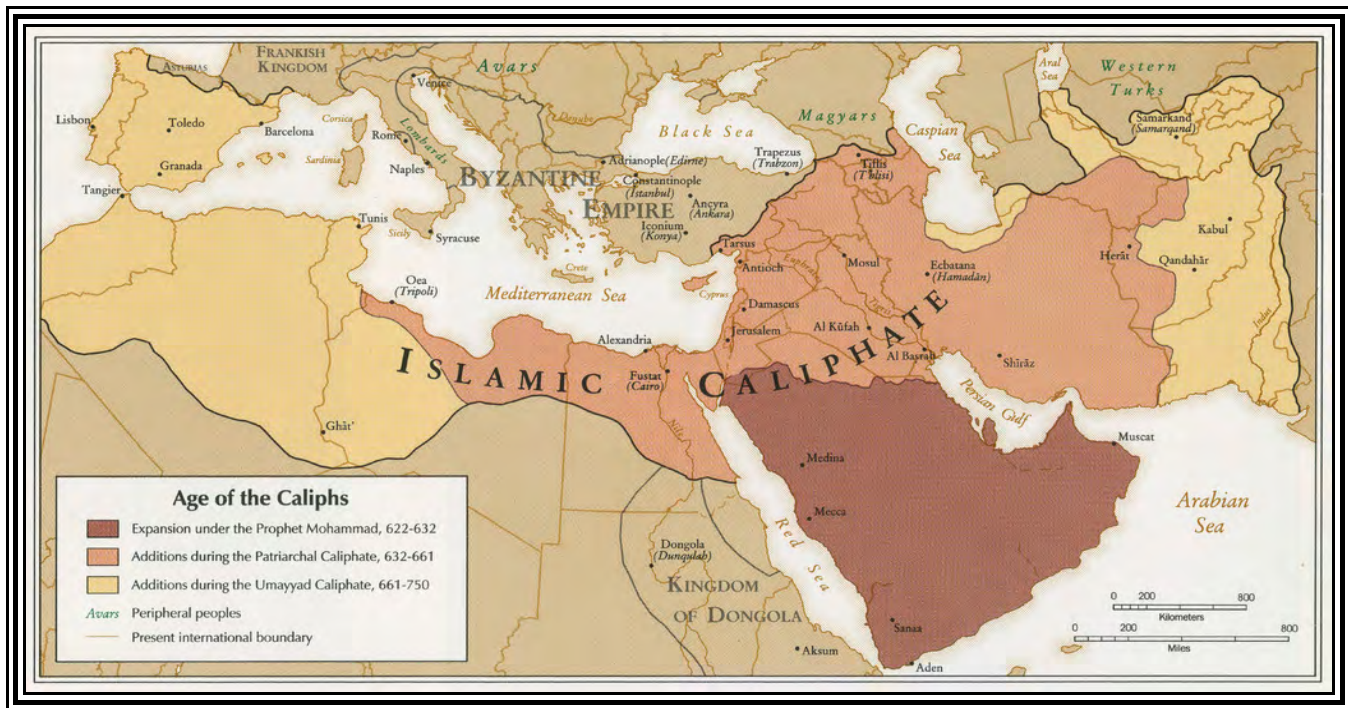 FRANKISH
KINGDOM
ASTURIAS
Avars
Western
Turks
Aral
Sea
Venice
Lisbon
Toledo
Barcelona
Corsica
Rome
Lombards
Danube
Black Sea
Magyars
Caspian
Sea
Samarkand
(Samarqand)
Granada
Sardinia
Naples
Adrianople(Edirne)
Trapezus
(Trabzon)
Tiflis
(Tbilisi)
BYZANTINE
EMPIRE
Constantinople
(Istanbul)
Ancyra
(Ankara)
Iconium
(Konya)
Tangier
Tunis
Sicily
Syracuse
Crete
Tarsus
Antioch
Euphrates
Mosul
Ecbatana
(Hamadān)
Herāt
Kabul
Qandahār
Oea
(Tripoli)
Mediterranean Sea
Cyprus
Damascus
Tigris
Indus
Alexandria
Jerusalem
Al Kūfah
Al Basrah
Shīrāz
ISLAMIC CALIPHATE
Fustat
(Cairo)
Nile
Persian Gulf
Ghāt'
Medina
Muscat
Mecca
Red Sea
Arabian
Sea
Dongola
(Dunqulah)
KINGDOM
OF DONGOLA
Sanaa
Aksum
Aden
Age of the Caliphs
Expansion under the Prophet Mohammad, 622-632
Additions during the Patriarchal Caliphate, 632-661
Additions during the Umayyad Caliphate, 661-750
Avars Peripheral peoples
Present international boundary
0 200 800
Kilometers
0 200 800
Miles